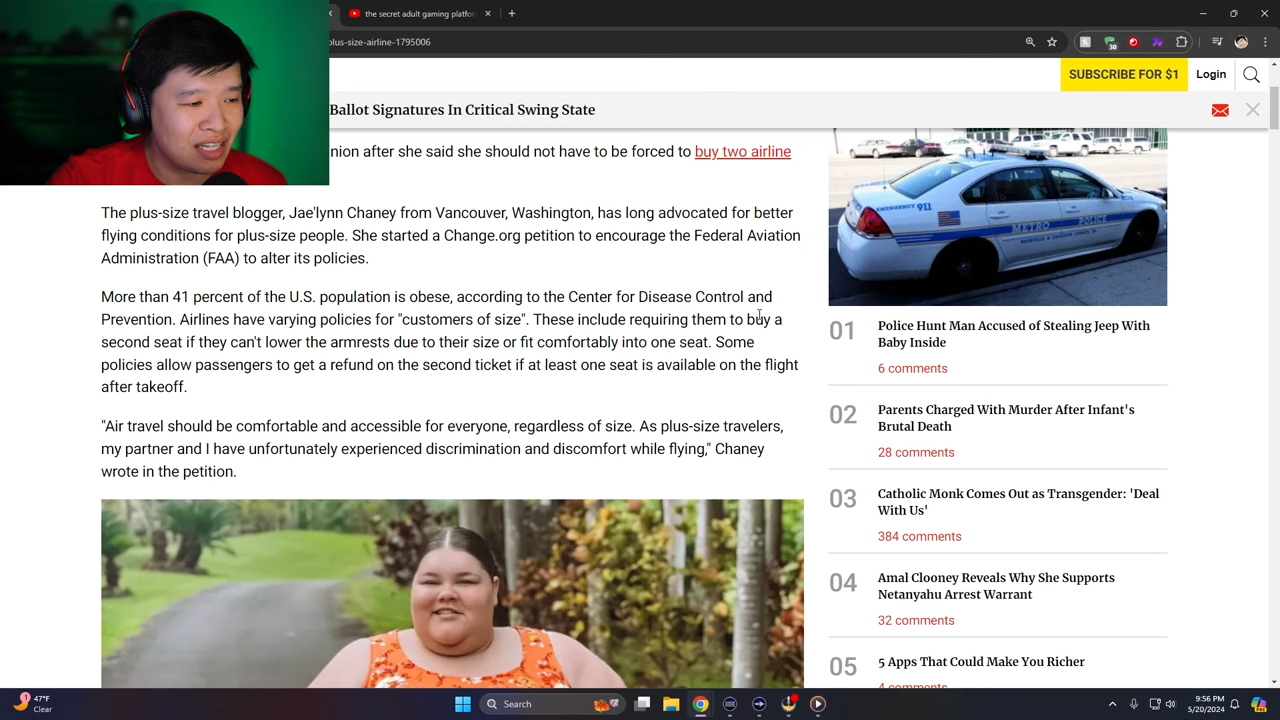 the secret adult gaming platfor
plus-size-airline-1795006
30
SUBSCRIBE FOR $1
Login
Ballot Signatures In Critical Swing State
nion after she said she should not have to be forced to buy two airline
The plus-size travel blogger, Jae'lynn Chaney from Vancouver, Washington, has long advocated for better
flying conditions for plus-size people. She started a Change.org petition to encourage the Federal Aviation
Administration (FAA) to alter its policies.
More than 41 percent of the U.S. population is obese, according to the Center for Disease Control and
Prevention. Airlines have varying policies for "customers of size". These include requiring them to buy a
second seat if they can't lower the armrests due to their size or fit comfortably into one seat. Some
policies allow passengers to get a refund on the second ticket if at least one seat is available on the flight
after takeoff.
"Air travel should be comfortable and accessible for everyone, regardless of size. As plus-size travelers,
my partner and I have unfortunately experienced discrimination and discomfort while flying," Chaney
wrote in the petition.
EMERGENCY 911
METRO POLICE
01
Police Hunt Man Accused of Stealing Jeep With
Baby Inside
6 comments
02
Parents Charged With Murder After Infant's
Brutal Death
28 comments
03
Catholic Monk Comes Out as Transgender: 'Deal
With Us'
384 comments
04
Amal Clooney Reveals Why She Supports
Netanyahu Arrest Warrant
32 comments
05
5 Apps That Could Make You Richer
4 comments
1
47°F
Clear
Search
9:56 PM
5/20/2024